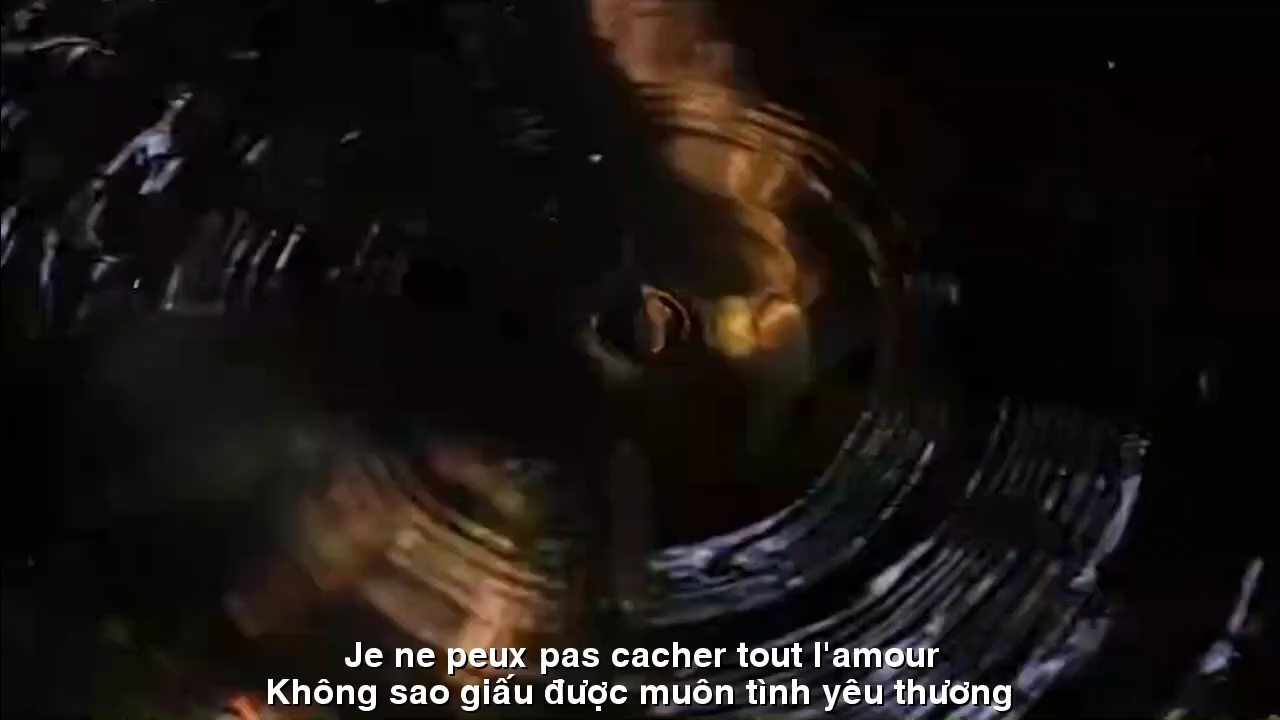 Je ne peux pas cacher tout l'amour
Không sao giấu được muôn tình yêu thương